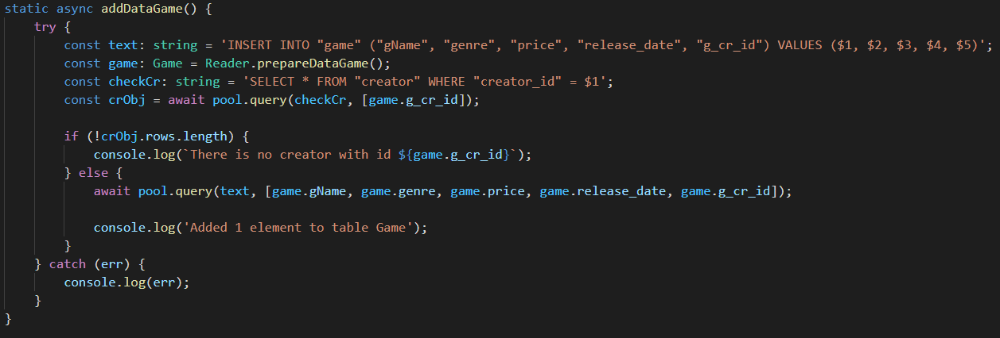 static async addDataGame() {
try {
const text: string = 'INSERT INTO "game" ("gName", "genre", "price", "release_date", "g_cr_id") VALUES ($1, $2, $3, $4, $5)';
const game: Game = Reader.prepareDataGame();
const checkCr: string = 'SELECT * FROM "creator" WHERE "creator_id" = $1';
const crObj = await pool.query(checkCr, [game.g_cr_id]);
if (!crObj.rows.length) {
console.log(`There is no creator with id ${game.g_cr_id}`);
} else {
await pool.query(text, [game.gName, game.genre, game.price, game.release_date, game.g_cr_id]);
console.log('Added 1 element to table Game');
}
} catch (err) {
console.log(err);
}
}